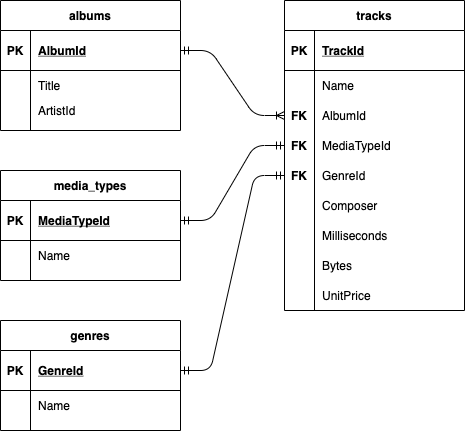 albums
PK AlbumId
Title
ArtistId
media_types
PK MediaTypeId
Name
genres
PK GenreId
Name
tracks
PK TrackId
Name
FK AlbumId
FK MediaTypeId
FK GenreId
Composer
Milliseconds
Bytes
UnitPrice